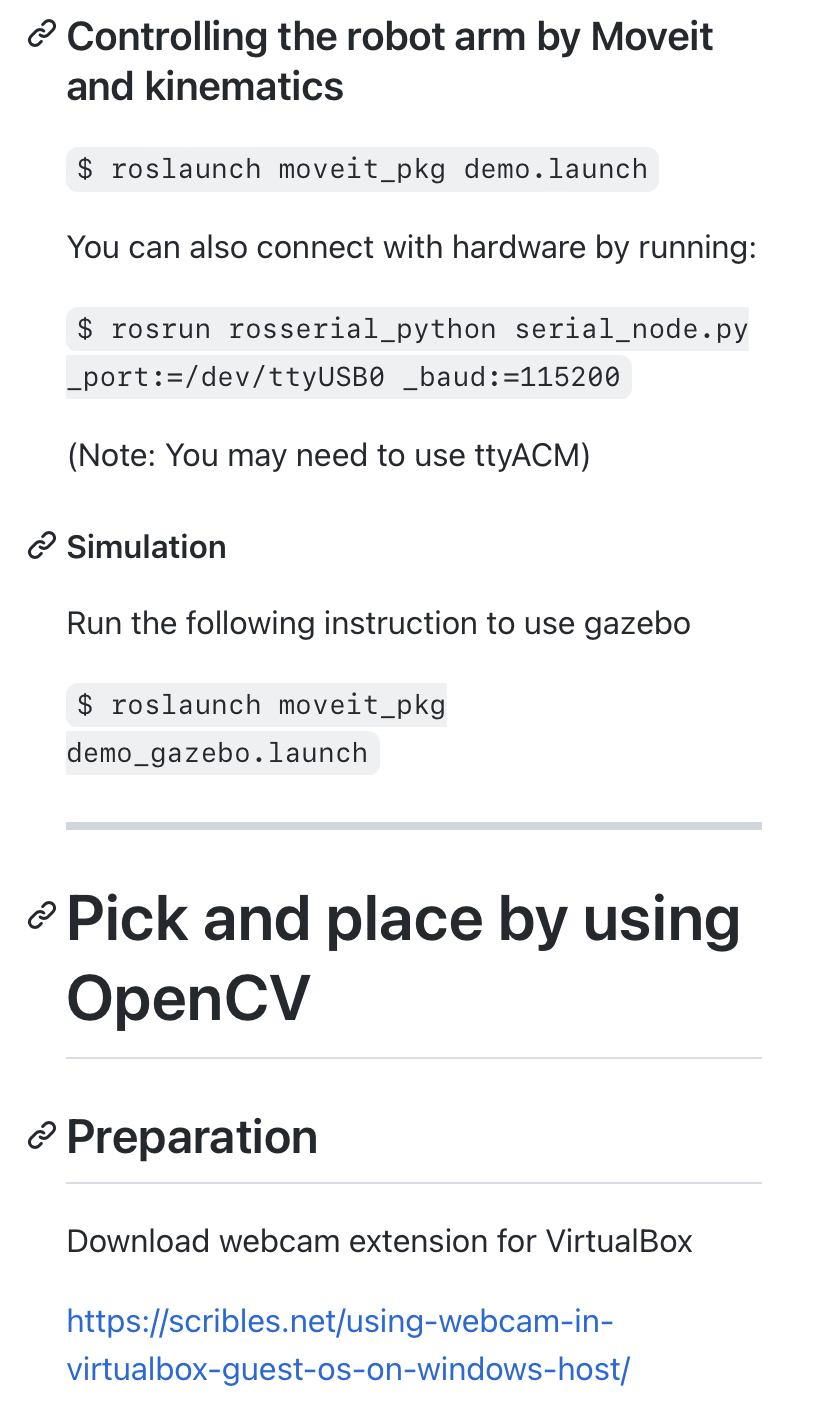 Controlling the robot arm by Moveit
and kinematics
$ roslaunch moveit_pkg demo.launch
You can also connect with hardware by running:
$ rosrun rosserial_python serial_node.py
_port:=/dev/ttyUSB0 _baud:=115200
(Note: You may need to use ttyACM)
Simulation
Run the following instruction to use gazebo
$ roslaunch moveit_pkg
demo_gazebo.launch
Pick and place by using
OpenCV
Preparation
Download webcam extension for VirtualBox
https://scribles.net/using-webcam-in-
virtualbox-guest-os-on-windows-host/